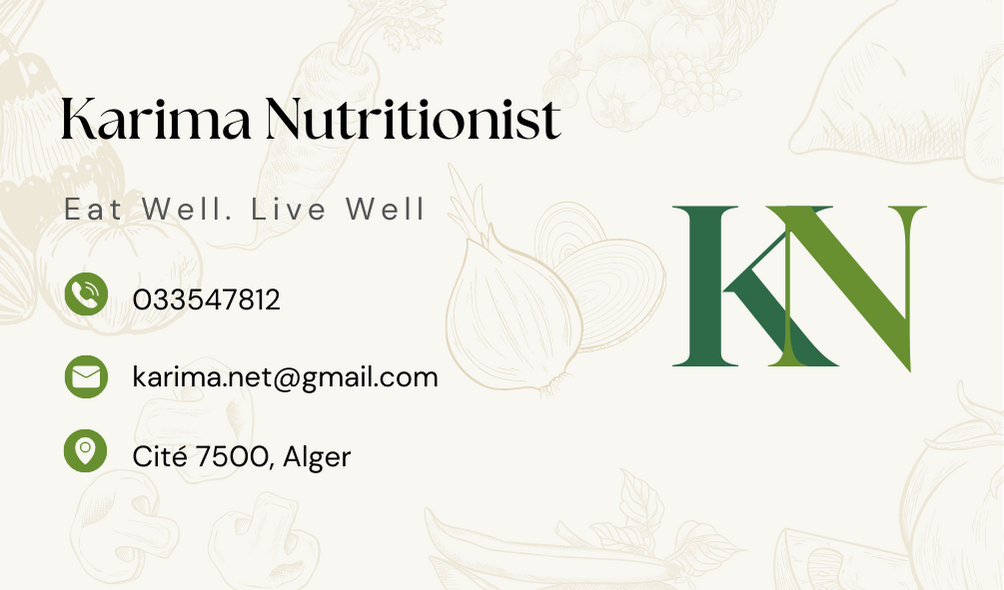 Karima Nutritionist
Eat Well. Live Well
033547812
karima.net@gmail.com
Cité 7500, Alger
KN